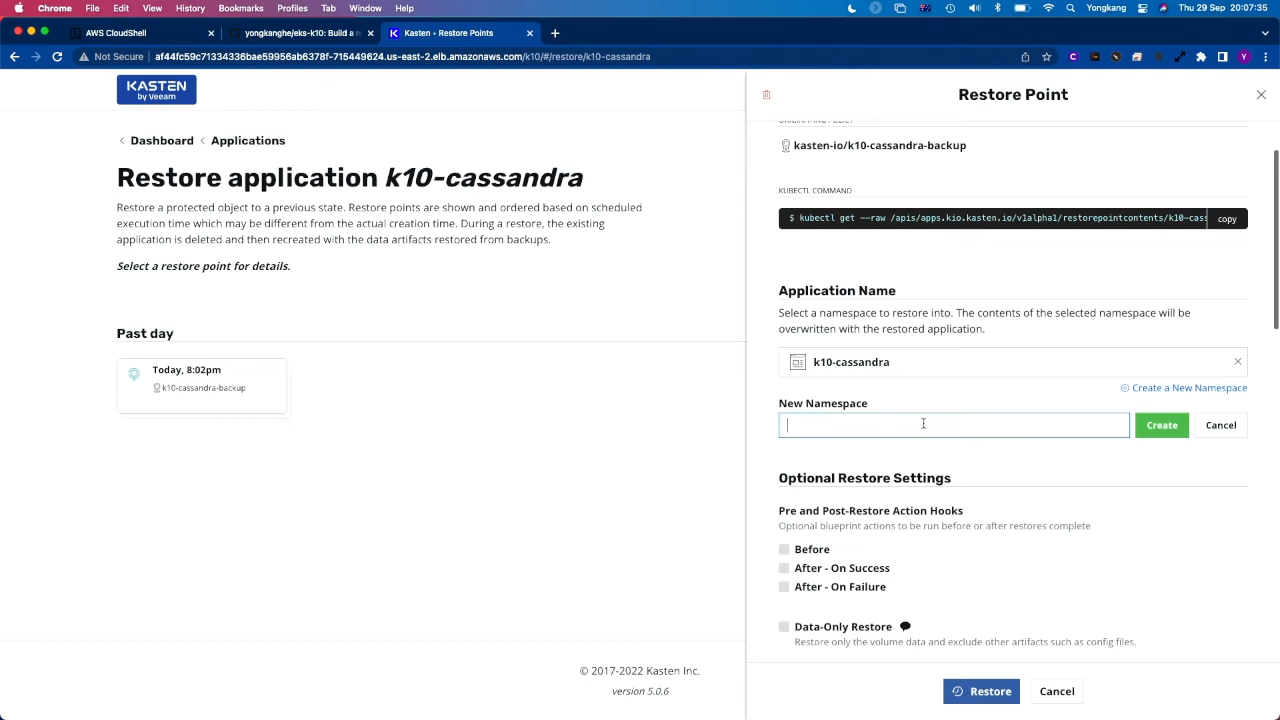 Chrome File Edit View History Bookmarks Profiles Tab Window Help
Sun 20 Nov 20:07:35
AWS CloudShell
yongkanghe/eks-k10: Build a r
Kasten • Restore Points
Not Secure | af44fc59c71334336bae59956ab6378f-715449624.us-east-2.elb.amazonaws.com/k10/#/restore/k10-cassandra
KASTEN
by Veeam
Dashboard Applications
Restore application k10-cassandra
Restore a protected object to a previous state. Restore points are shown and ordered based on scheduled
execution time which may be different from the actual creation time. During a restore, the existing
application is deleted and then recreated with the data artifacts restored from backups.
Select a restore point for details.
Past day
Today, 8:02pm
k10-cassandra-backup
© 2017-2022 Kasten Inc.
version 5.0.6
Restore Point
ORIGINATING POLICY
kasten-io/k10-cassandra-backup
KUBECTL COMMAND
$ kubectl get --raw /apis/apps.kio.kasten.io/v1alpha1/restorepointcontents/k10-cass
copy
Application Name
Select a namespace to restore into. The contents of the selected namespace will be
overwritten with the restored application.
k10-cassandra
Create a New Namespace
New Namespace
Create
Cancel
Optional Restore Settings
Pre and Post-Restore Action Hooks
Optional blueprint actions to be run before or after restores complete
Before
After - On Success
After - On Failure
Data-Only Restore
Restore only the volume data and exclude other artifacts such as config files.
Restore
Cancel